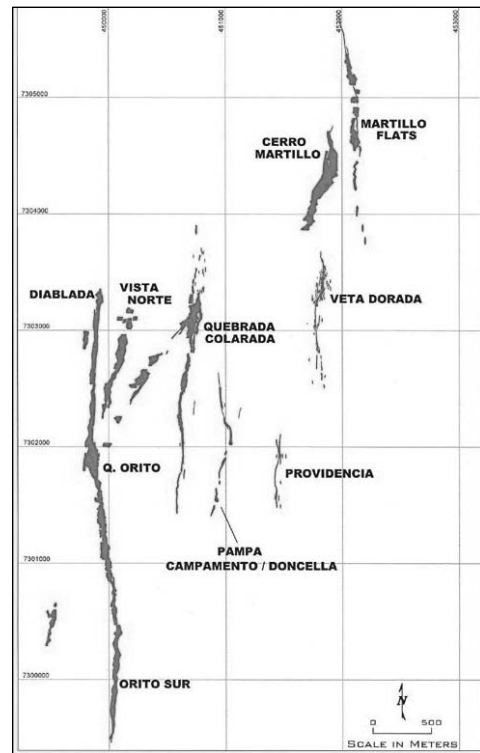 450000
451000
452000
453000
7305000
MARTILLO
FLATS
CERRO
MARTILLO
7304000
VISTA
NORTE
DIABLADA
VETA DORADA
QUEBRADA
COLARADA
7303000
7302000
Q. ORITO
PROVIDENCIA
PAMPA
CAMPAMENTO / DONCELLA
7301000
7300000
ORITO SUR
N
0 500
SCALE IN METERS